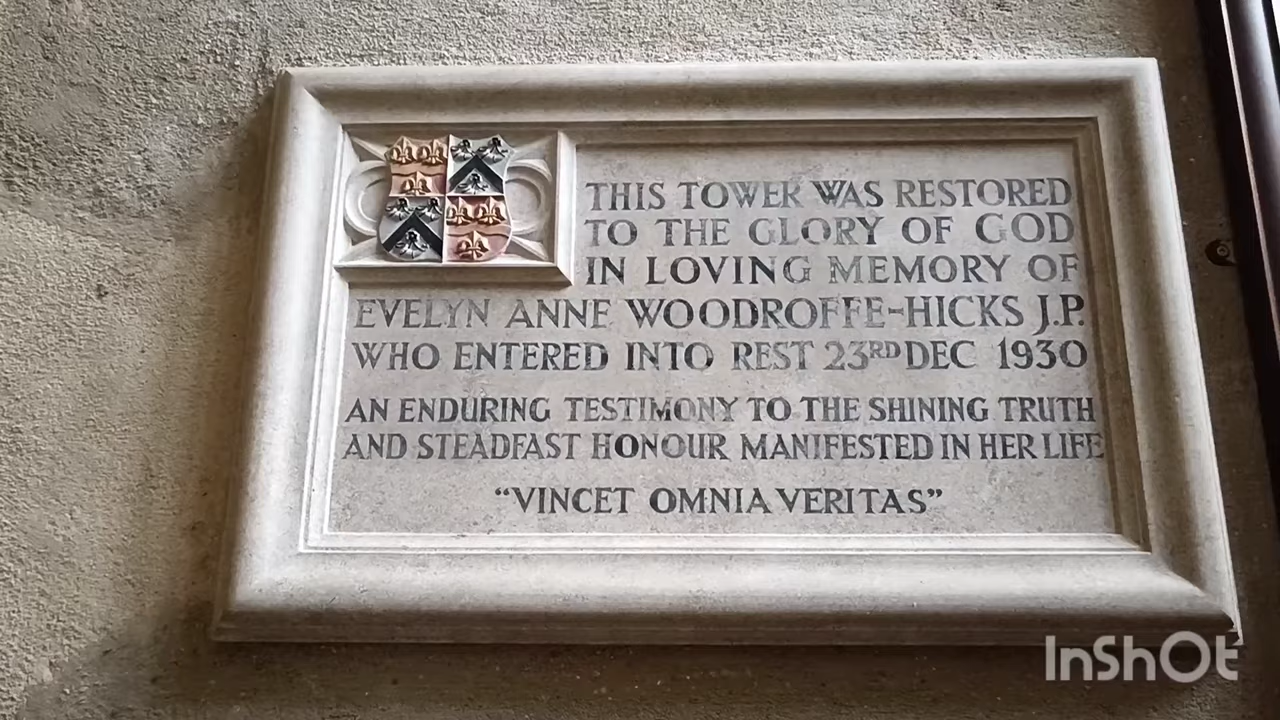 THIS TOWER WAS RESTORED
TO THE GLORY OF GOD
IN LOVING MEMORY OF
EVELYN ANNE WOODROFFE-HICKS J.P.
WHO ENTERED INTO REST 23RD DEC 1930
AN ENDURING TESTIMONY TO THE SHINING TRUTH
AND STEADFAST HONOUR MANIFESTED IN HER LIFE
"VINCET OMNIA VERITAS"
InShOt